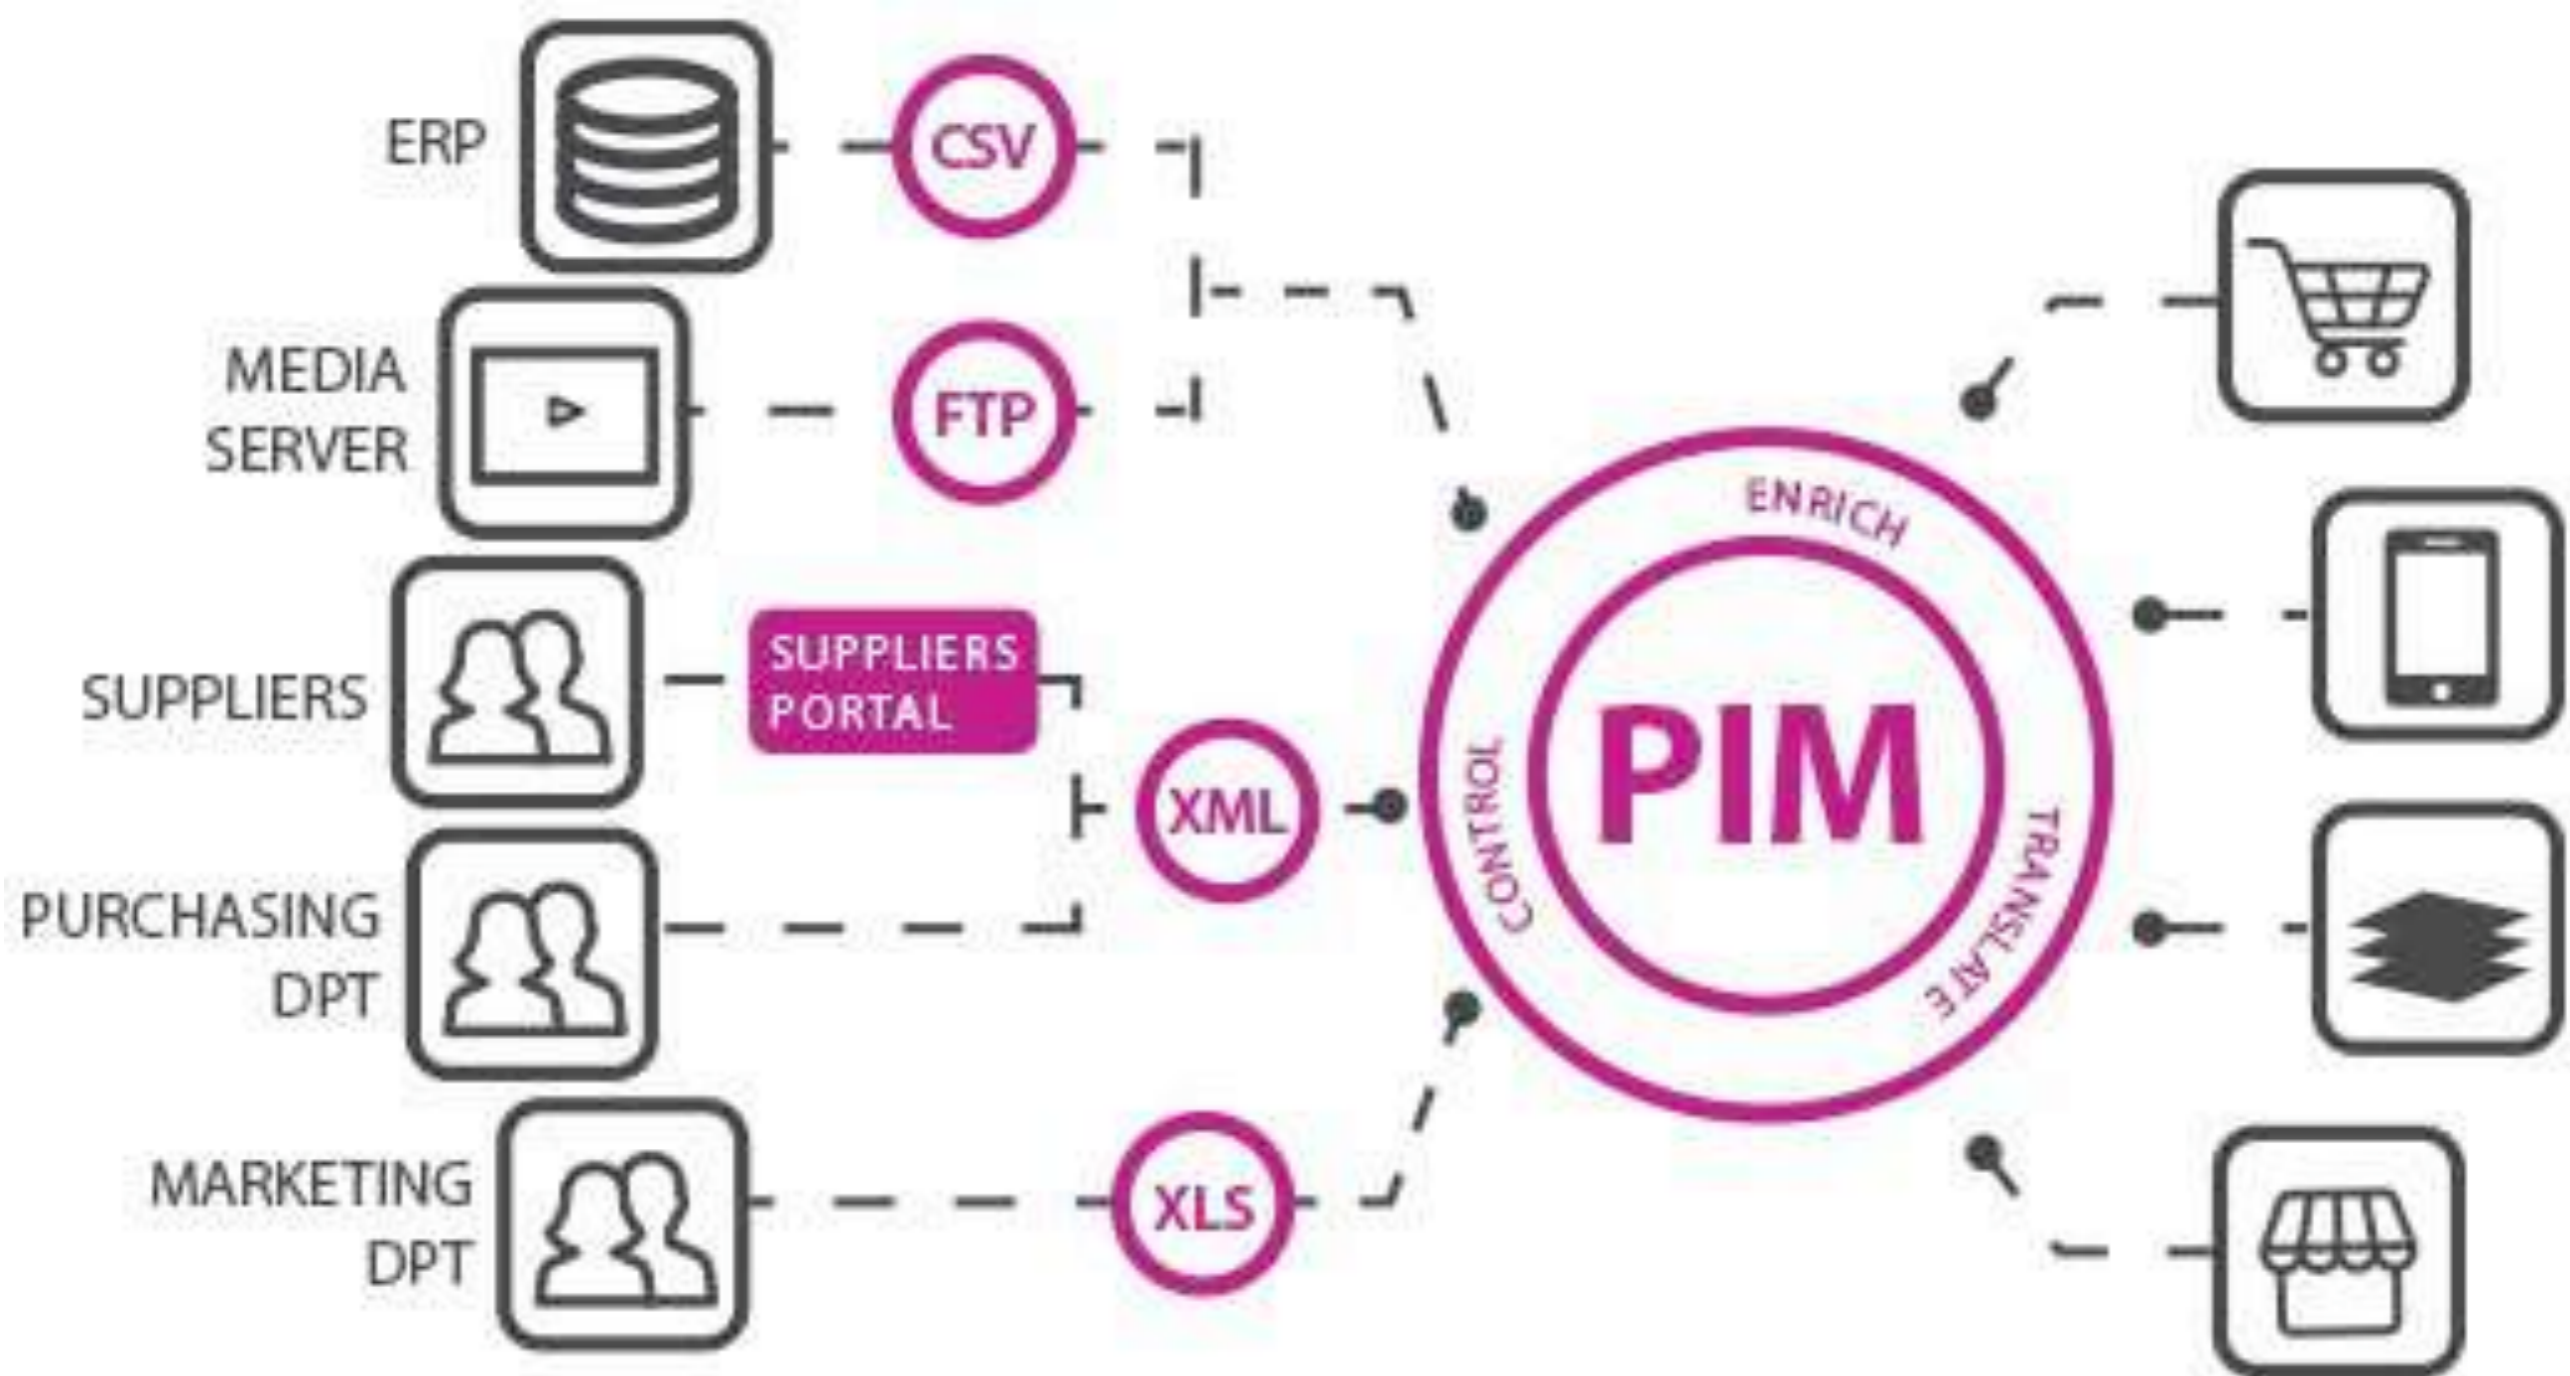 ERP
CSV
MEDIA
SERVER
FTP
SUPPLIERS
SUPPLIERS
PORTAL
PURCHASING
DPT
XML
MARKETING
DPT
XLS
ENRICH
CONTROL
PIM
TRANSLATE